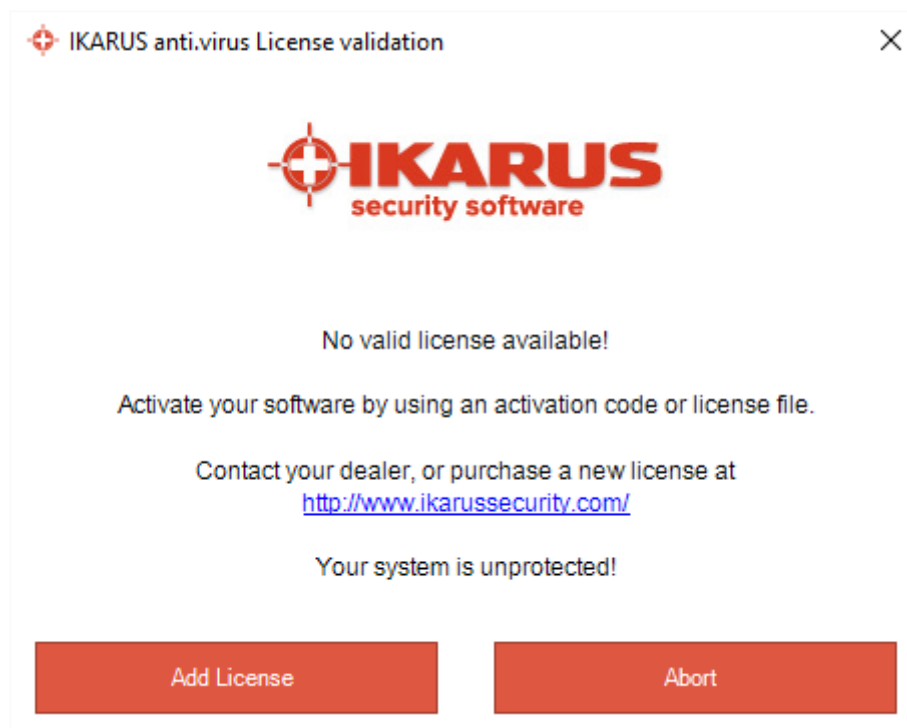 IKARUS anti.virus License validation
IKARUS
security software
No valid license available!
Activate your software by using an activation code or license file.
Contact your dealer, or purchase a new license at
http://www.ikarussecurity.com/
Your system is unprotected!
Add License
Abort